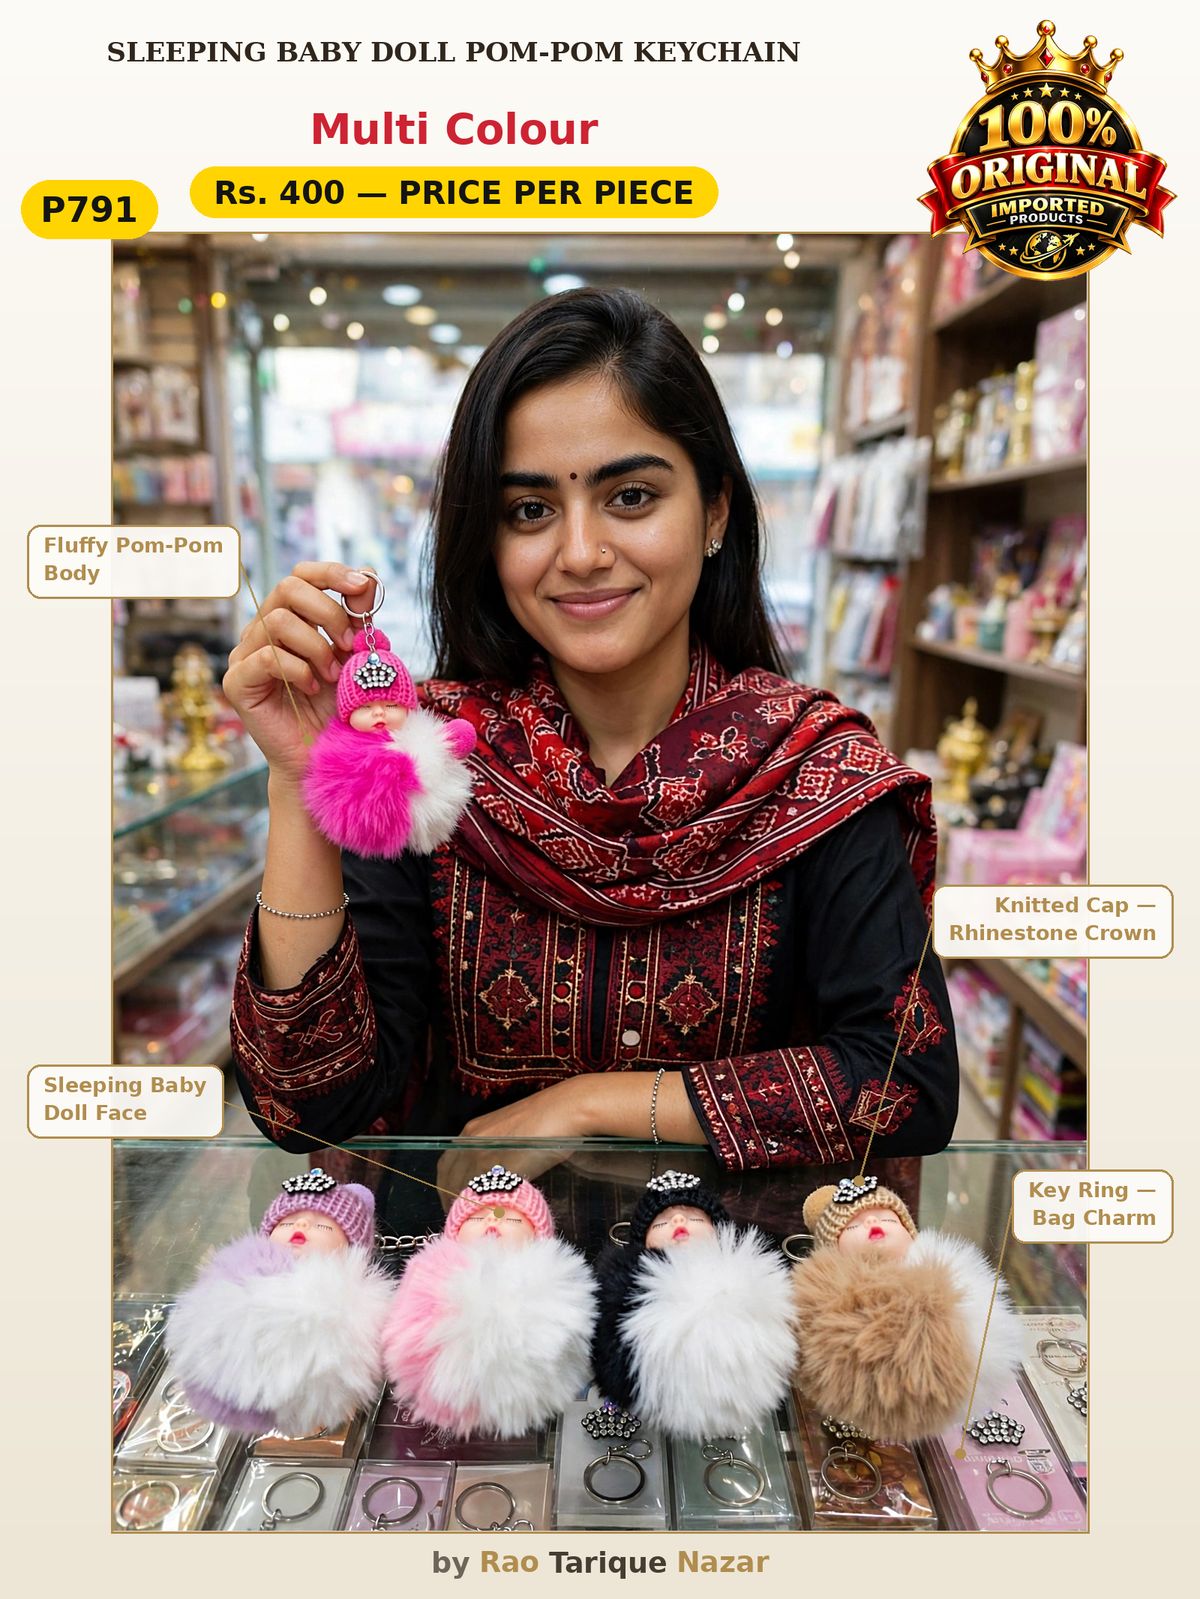 SLEEPING BABY DOLL POM-POM KEYCHAIN
Multi Colour
Rs. 400 — PRICE PER PIECE
P791
100%
ORIGINAL
IMPORTED
PRODUCTS
Fluffy Pom-Pom
Body
Knitted Cap —
Rhinestone Crown
Sleeping Baby
Doll Face
Key Ring —
Bag Charm
by Rao Tarique Nazar